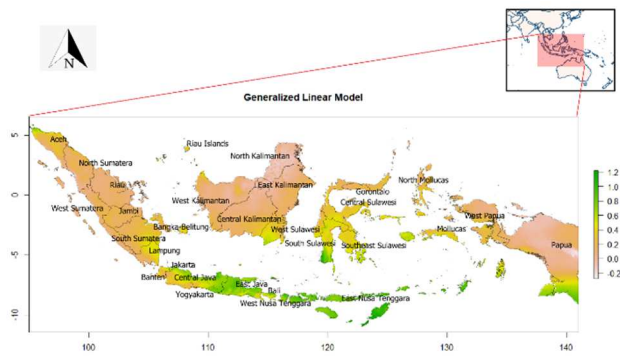 N
Generalized Linear Model
5
0
-5
-10
Aceh
Riau Islands
North Sumatera
North Kalimantan
Riau
East Kalimantan
Gorontalo
North Mollucas
West Sumatera
Jambi
West Kalimantan
Central Sulawesi
West Papua
Bangka-Belitung
Central Kalimantan
South Sumatera
West Sulawesi
Mollucas
Lampung
South Sulawesi
Southeast Sulawesi
Papua
Jakarta
Banten
Central Java
East Java
Bali
Yogyakarta
West Nusa Tenggara
East Nusa Tenggara
100
110
120
130
140
1.2
1.0
0.8
0.6
0.4
0.2
0.0
-0.2